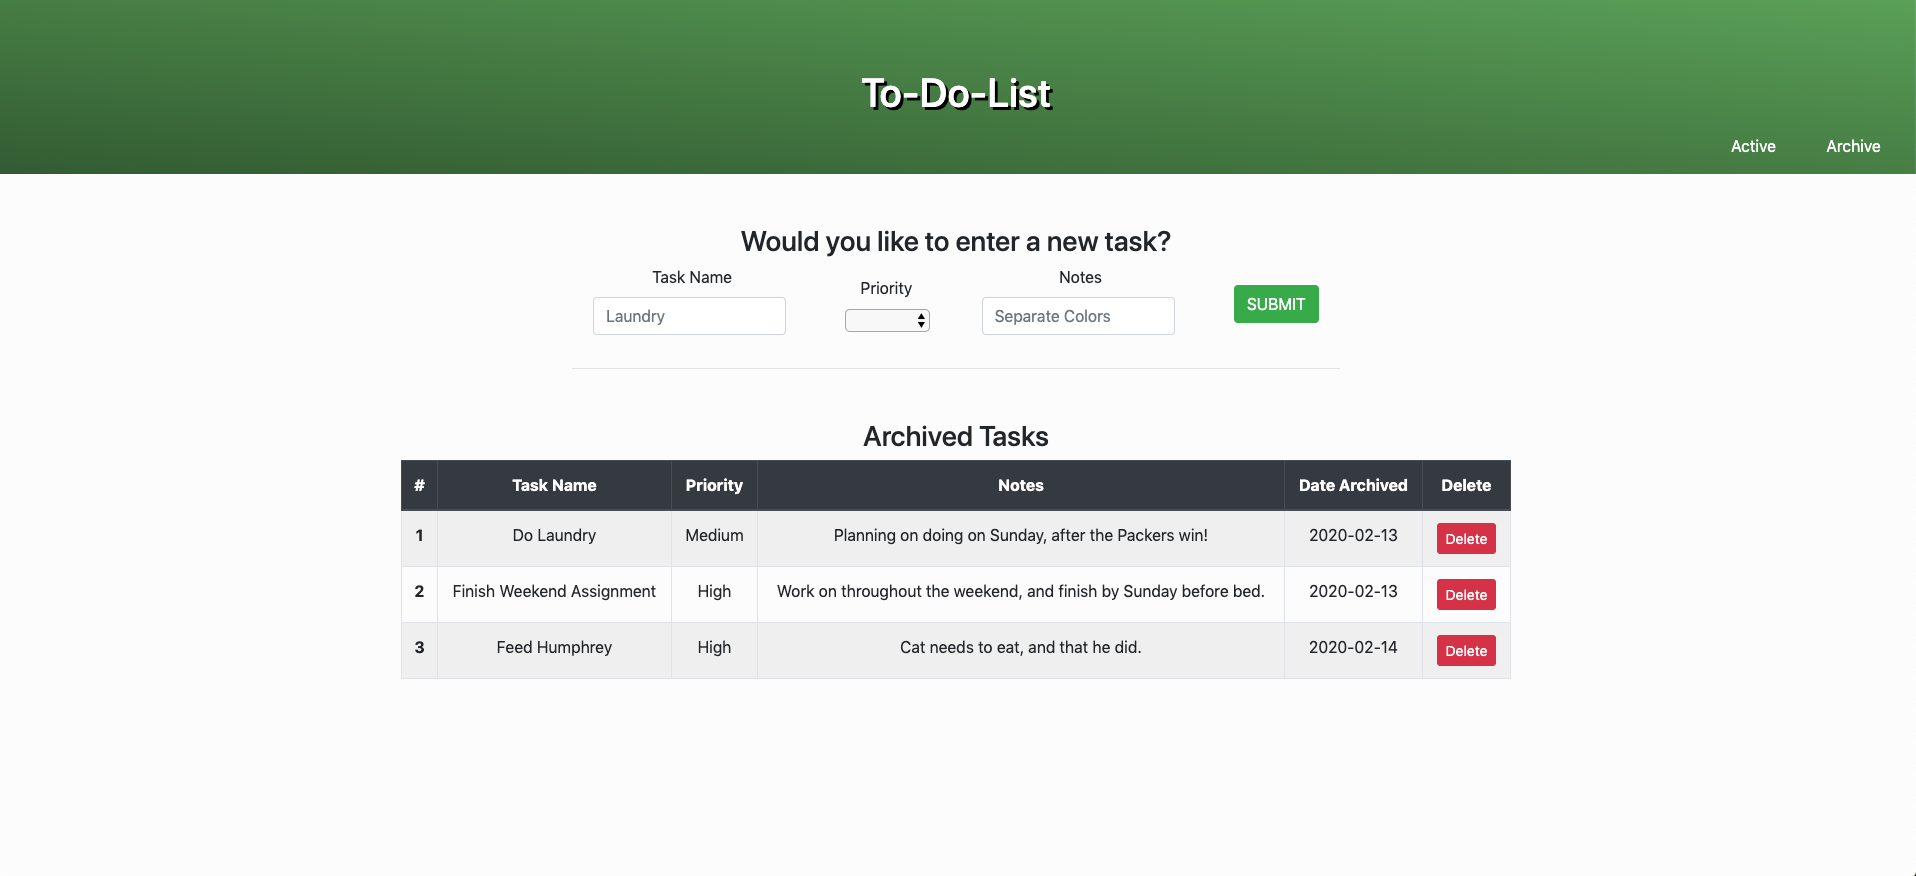 To-Do-List
Active Archive
Would you like to enter a new task?
Task Name Priority Notes
Laundry Separate Colors SUBMIT
Archived Tasks
# Task Name Priority Notes Date Archived Delete
1 Do Laundry Medium Planning on doing on Sunday, after the Packers win! 2020-02-13 Delete
2 Finish Weekend Assignment High Work on throughout the weekend, and finish by Sunday before bed. 2020-02-13 Delete
3 Feed Humphrey High Cat needs to eat, and that he did. 2020-02-14 Delete